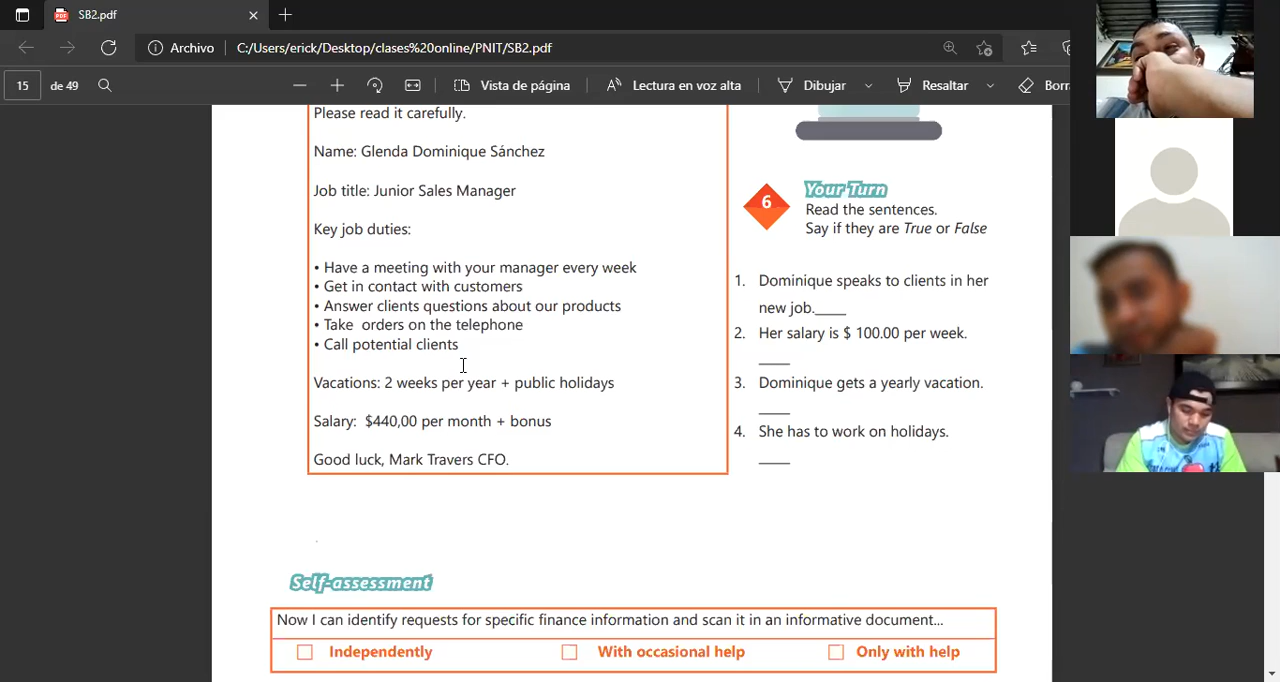 SB2.pdf
Archivo
C:/Users/erick/Desktop/clases%20online/PNIT/SB2.pdf
15
de 49
Vista de página
Lectura en voz alta
Dibujar
Resaltar
Please read it carefully.
Name: Glenda Dominique Sánchez
Job title: Junior Sales Manager
Key job duties:
• Have a meeting with your manager every week
• Get in contact with customers
• Answer clients questions about our products
• Take orders on the telephone
• Call potential clients
Vacations: 2 weeks per year + public holidays
Salary: $440,00 per month + bonus
Good luck, Mark Travers CFO.
6
Your Turn
Read the sentences.
Say if they are True or False
1. Dominique speaks to clients in her
new job.____
2. Her salary is $ 100.00 per week.
____
3. Dominique gets a yearly vacation.
____
4. She has to work on holidays.
____
Self-assessment
Now I can identify requests for specific finance information and scan it in an informative document...
Independently
With occasional help
Only with help